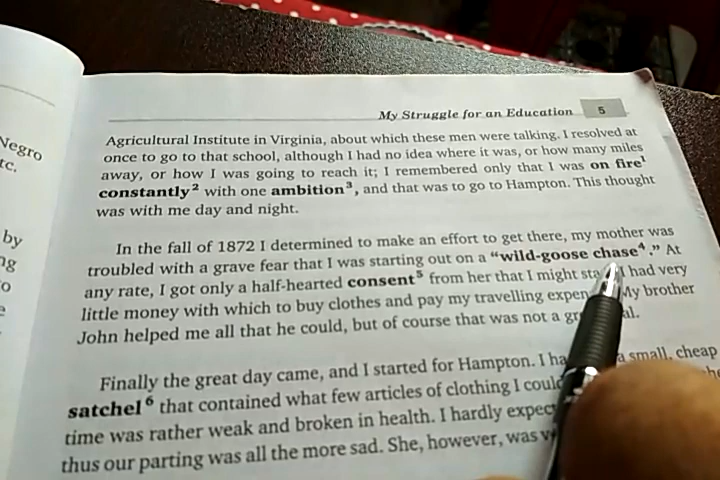 My Struggle for an Education 5
Negro
tc.
by
ng
Agricultural Institute in Virginia, about which these men were talking. I resolved at
once to go to that school, although I had no idea where it was, or how many miles
away, or how I was going to reach it; I remembered only that I was on fire¹
constantly² with one ambition³, and that was to go to Hampton. This thought
was with me day and night.
In the fall of 1872 I determined to make an effort to get there, my mother was
troubled with a grave fear that I was starting out on a “wild-goose chase⁴.” At
any rate, I got only a half-hearted consent⁵ from her that I might sta I had very
little money with which to buy clothes and pay my travelling expen My brother
John helped me all that he could, but of course that was not a gr al.
Finally the great day came, and I started for Hampton. I ha a small, cheap
satchel⁶ that contained what few articles of clothing I could
time was rather weak and broken in health. I hardly expec
thus our parting was all the more sad. She, however, was